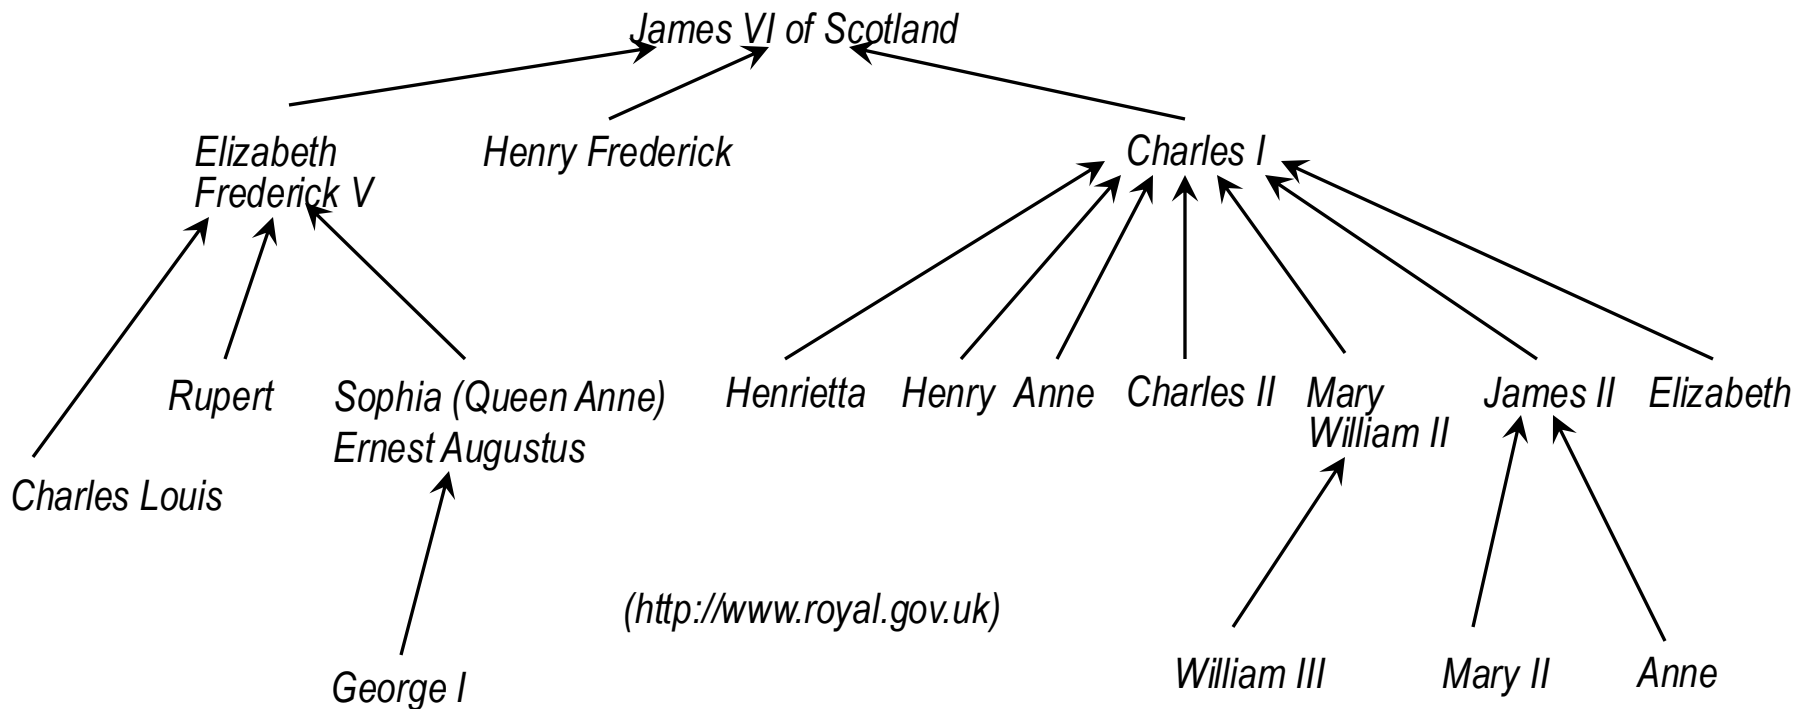 James VI of Scotland
Elizabeth
Frederick V
Henry Frederick
Charles I
Charles Louis
Rupert
Sophia (Queen Anne)
Ernest Augustus
Henrietta
Henry
Anne
Charles II
Mary
William II
James II
Elizabeth
(http://www.royal.gov.uk)
George I
William III
Mary II
Anne